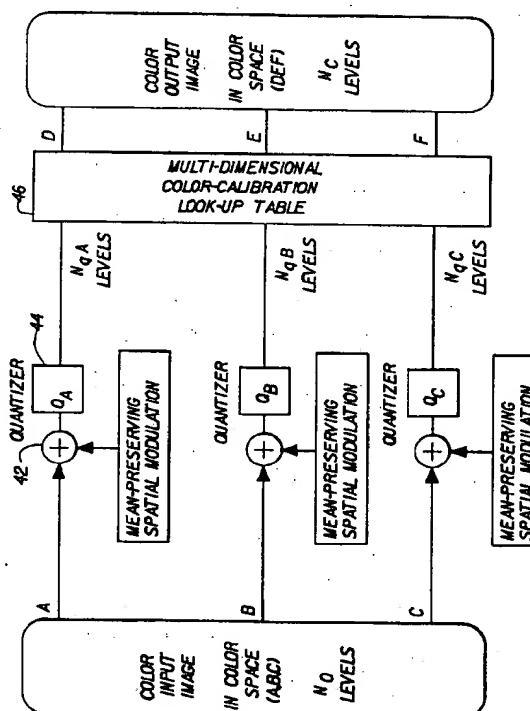 COLOR
INPUT
IMAGE
IN COLOR
SPACE
(A,B,C)
N0
LEVELS
A
B
C
42
QUANTIZER
44
QA
MEAN-PRESERVING
SPATIAL MODULATION
QUANTIZER
QB
MEAN-PRESERVING
SPATIAL MODULATION
QUANTIZER
QC
MEAN-PRESERVING
SPATIAL MODULATION
NqA
LEVELS
NqB
LEVELS
NqC
LEVELS
46
MULTI-DIMENSIONAL
COLOR-CALIBRATION
LOOK-UP TABLE
D
E
F
COLOR
OUTPUT
IMAGE
IN COLOR
SPACE
(DEF)
NC
LEVELS